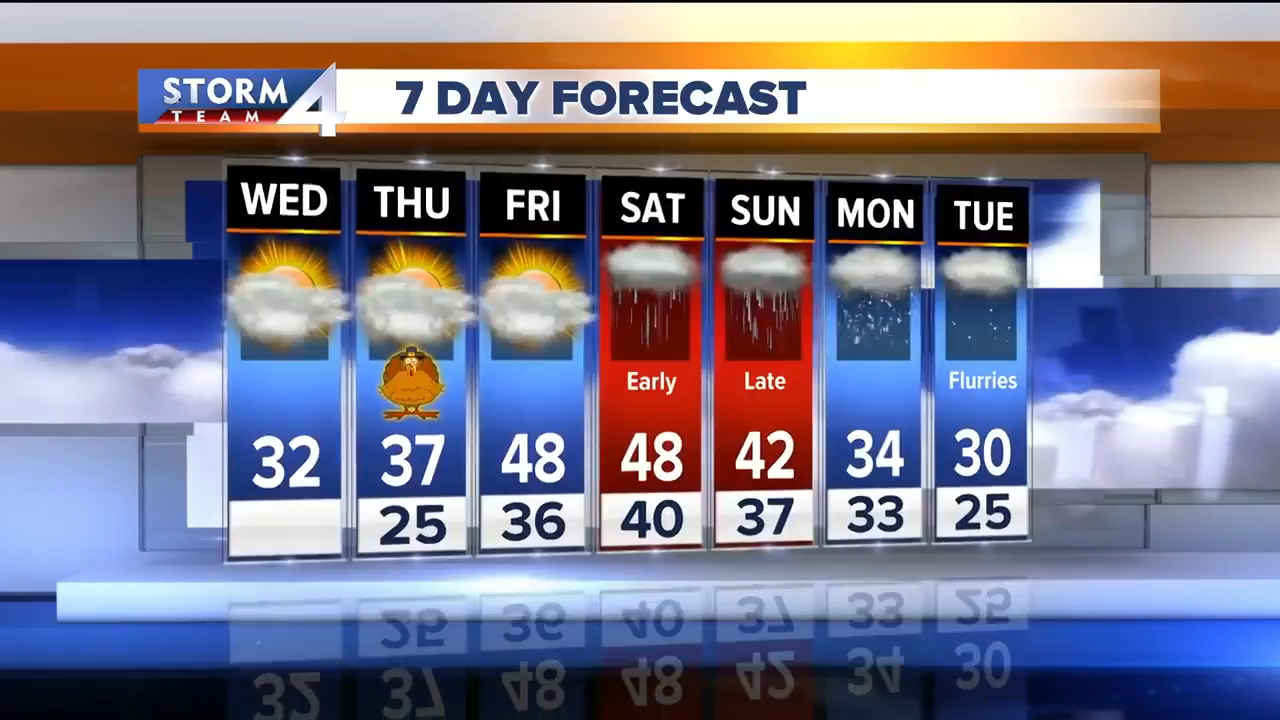 STORM
TEAM
4
7 DAY FORECAST
WED THU FRI SAT SUN MON TUE
Early Late Flurries
32 37 48 48 42 34 30
25 36 40 37 33 25